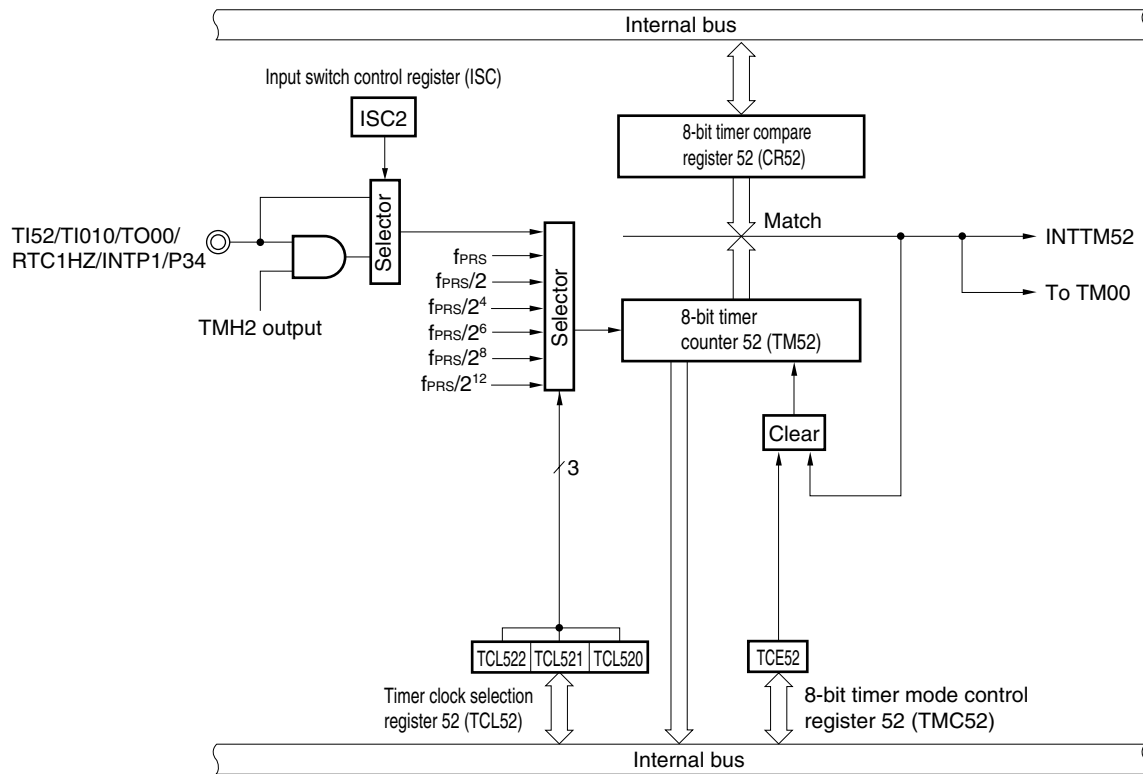 Internal bus
Input switch control register (ISC)
ISC2
8-bit timer compare
register 52 (CR52)
Selector
Match
TI52/TI010/TO00/
RTC1HZ/INTP1/P34
INTTM52
fPRS
fPRS/2
fPRS/2⁴
fPRS/2⁶
fPRS/2⁸
fPRS/2¹²
Selector
To TM00
TMH2 output
8-bit timer
counter 52 (TM52)
Clear
3
TCL522 TCL521 TCL520
TCE52
Timer clock selection
register 52 (TCL52)
8-bit timer mode control
register 52 (TMC52)
Internal bus